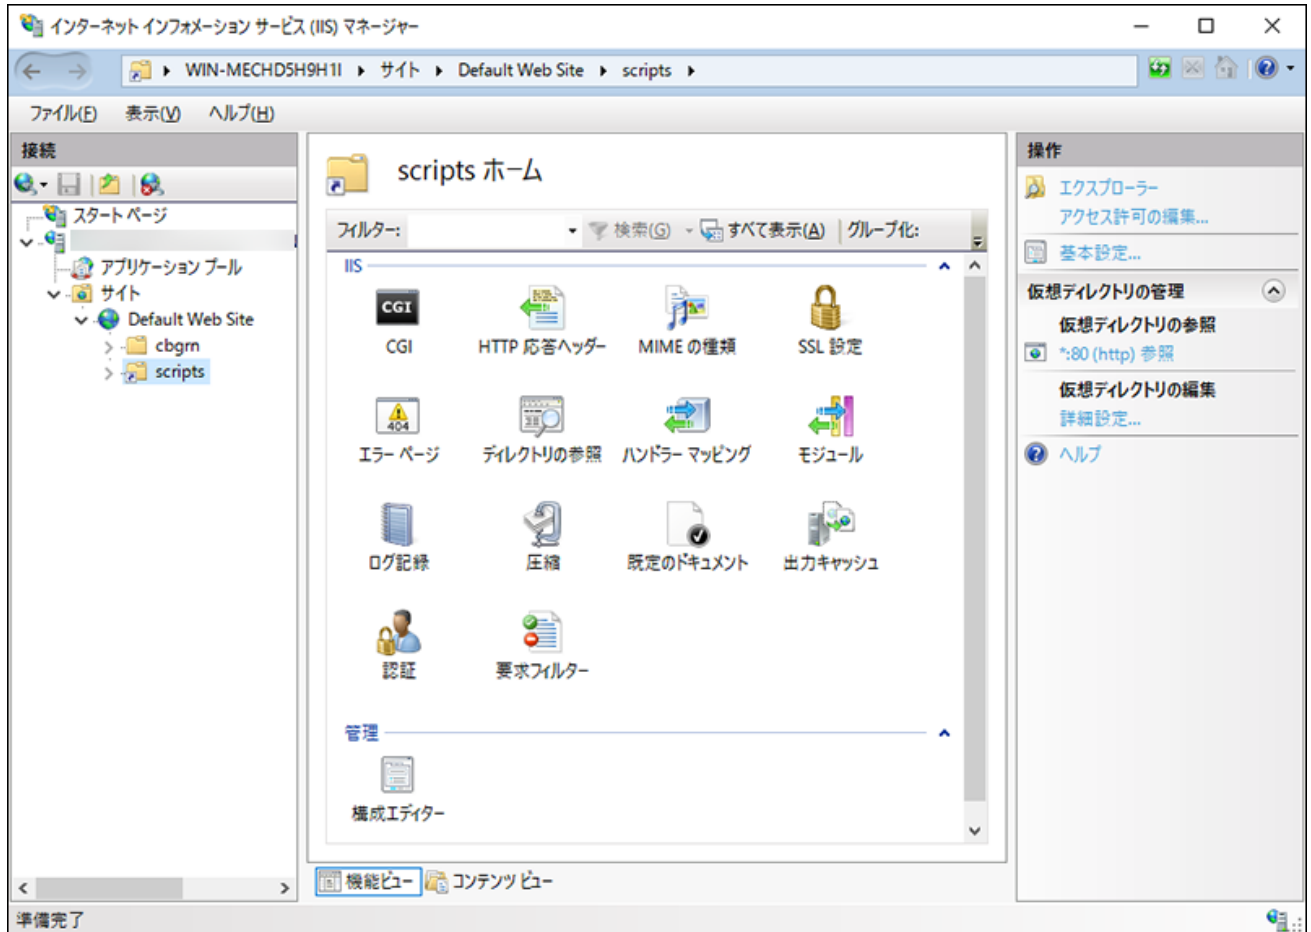 インターネット インフォメーション サービス (IIS) マネージャー
WIN-MECHD5H9H1I
サイト
Default Web Site
scripts
ファイル(F)
表示(V)
ヘルプ(H)
接続
スタート ページ
アプリケーション プール
サイト
Default Web Site
cbgrn
scripts
scripts ホーム
フィルター:
検索(G)
すべて表示(A)
グループ化:
IIS
CGI
CGI
HTTP 応答ヘッダー
MIME の種類
SSL 設定
404
エラー ページ
ディレクトリの参照
ハンドラー マッピング
モジュール
ログ記録
圧縮
既定のドキュメント
出力キャッシュ
認証
要求フィルター
管理
構成エディター
機能ビュー
コンテンツ ビュー
操作
エクスプローラー
アクセス許可の編集...
基本設定...
仮想ディレクトリの管理
仮想ディレクトリの参照
*:80 (http) 参照
仮想ディレクトリの編集
詳細設定...
ヘルプ
準備完了